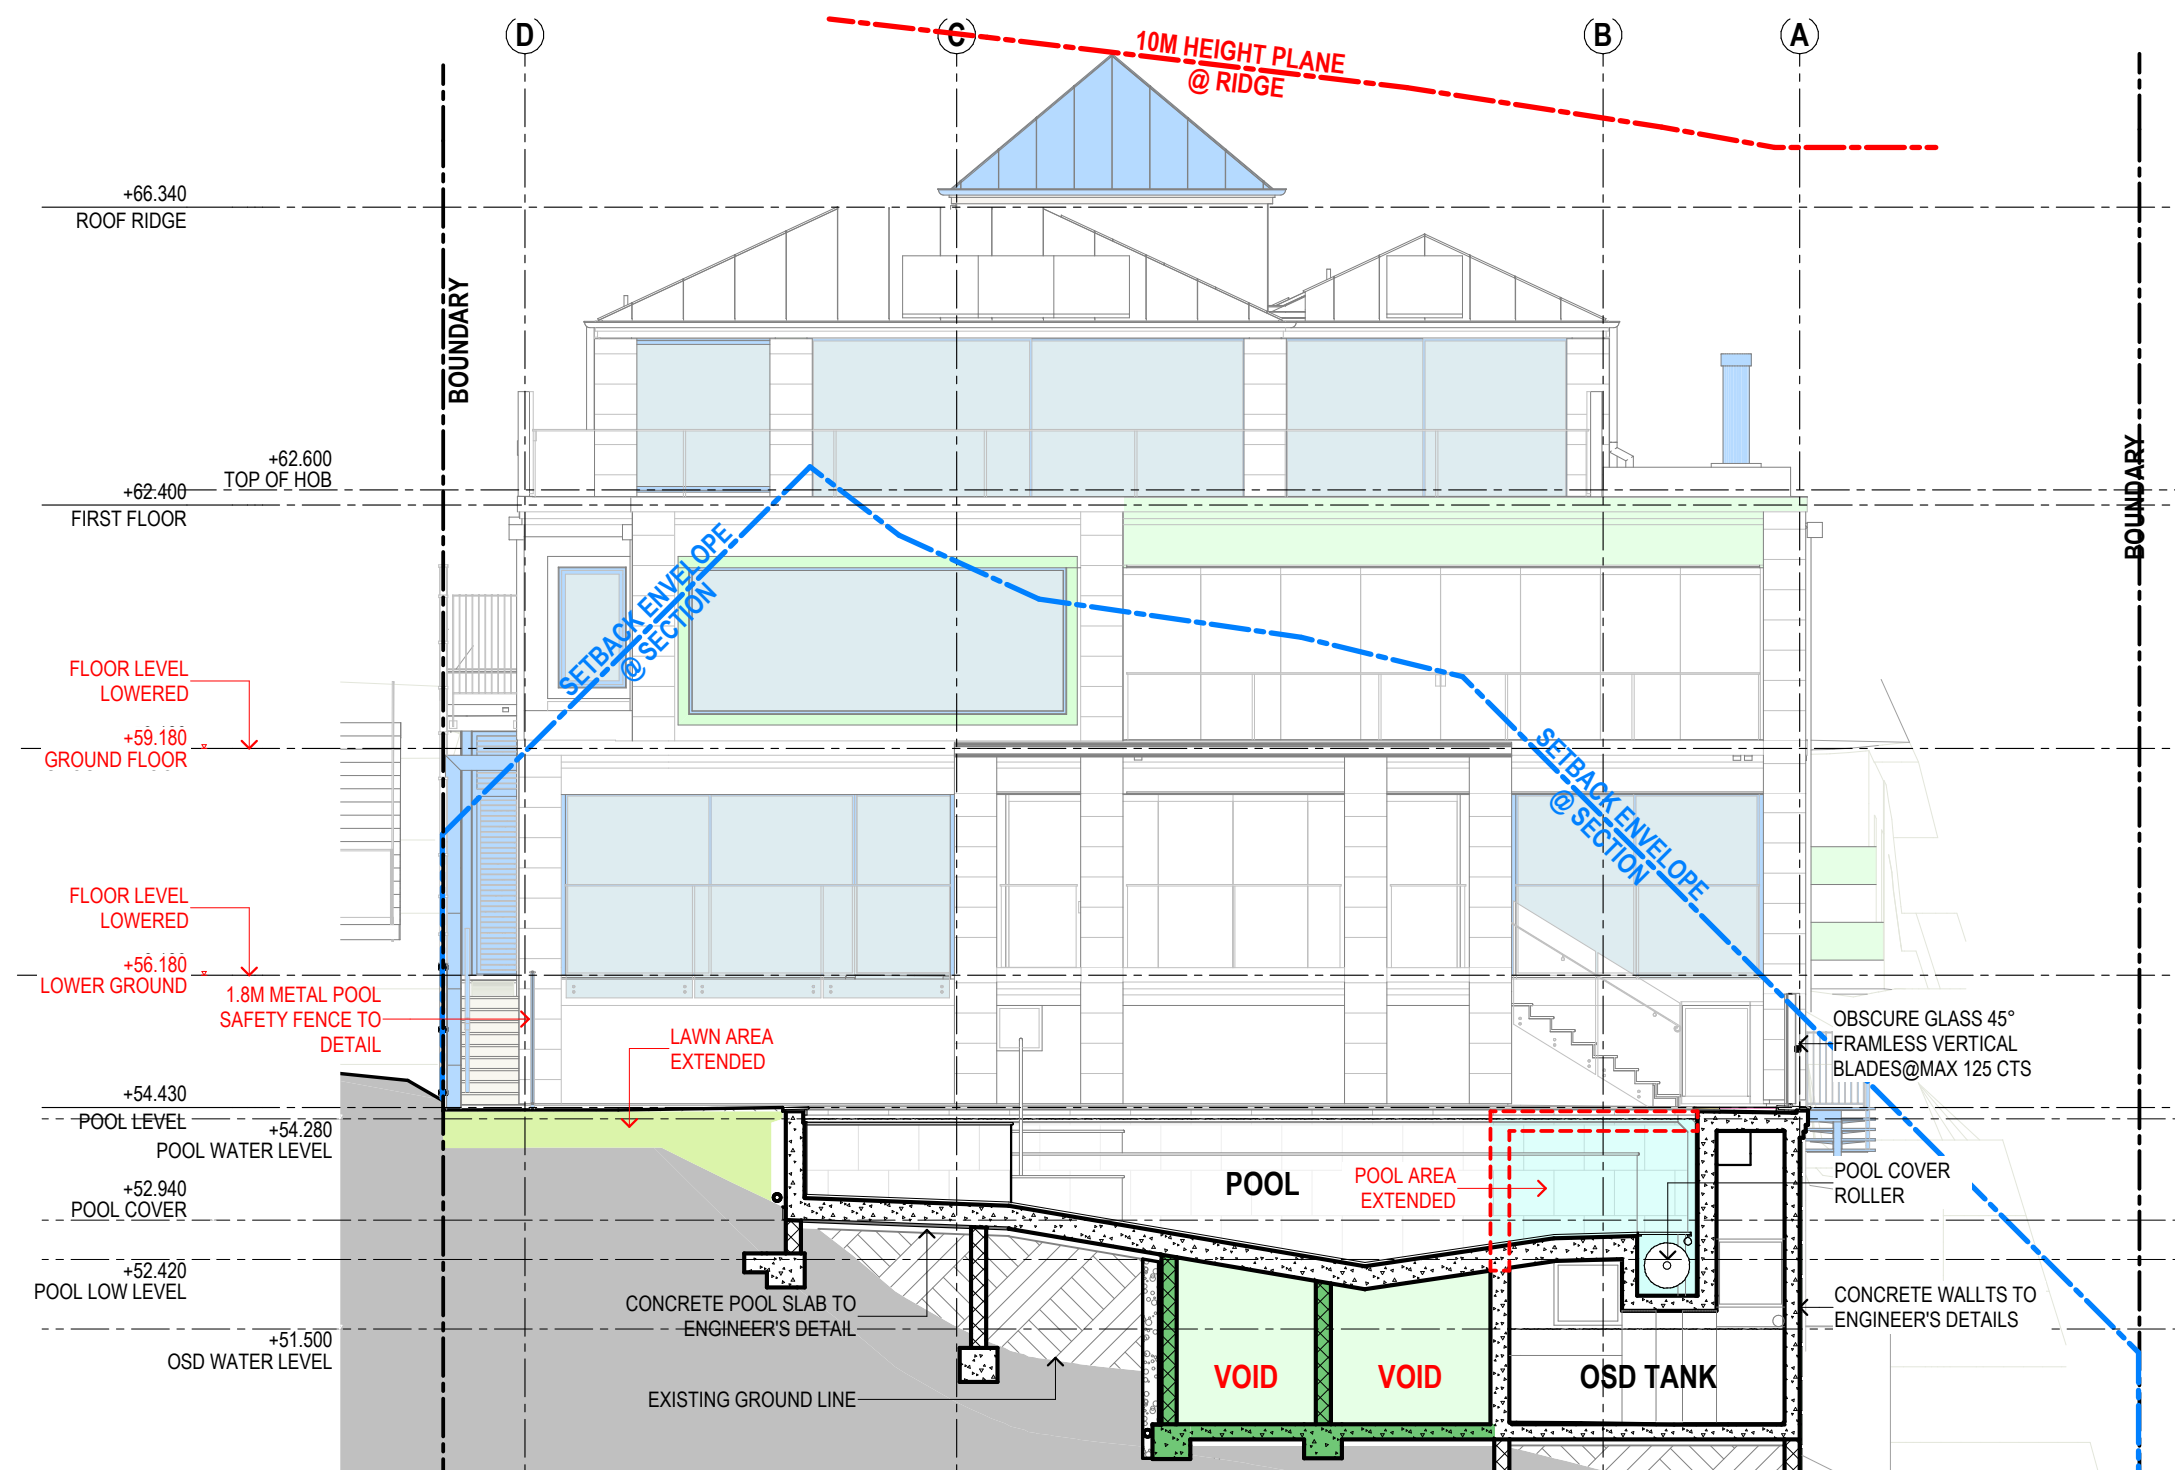 D
C
B
A
10M HEIGHT PLANE
@ RIDGE
+66.340
ROOF RIDGE
BOUNDARY
+62.600
TOP OF HOB
+62.400
FIRST FLOOR
BOUNDARY
SETBACK ENVELOPE
@ SECTION
FLOOR LEVEL
LOWERED
+59.180
GROUND FLOOR
SETBACK ENVELOPE
@ SECTION
FLOOR LEVEL
LOWERED
+56.180
LOWER GROUND
1.8M METAL POOL
SAFETY FENCE TO
DETAIL
LAWN AREA
EXTENDED
OBSCURE GLASS 45°
FRAMLESS VERTICAL
BLADES@MAX 125 CTS
+54.430
POOL LEVEL
+54.280
POOL WATER LEVEL
POOL
POOL AREA
EXTENDED
POOL COVER
ROLLER
+52.940
POOL COVER
+52.420
POOL LOW LEVEL
CONCRETE POOL SLAB TO
ENGINEER'S DETAIL
CONCRETE WALLTS TO
ENGINEER'S DETAILS
+51.500
OSD WATER LEVEL
EXISTING GROUND LINE
VOID
VOID
OSD TANK